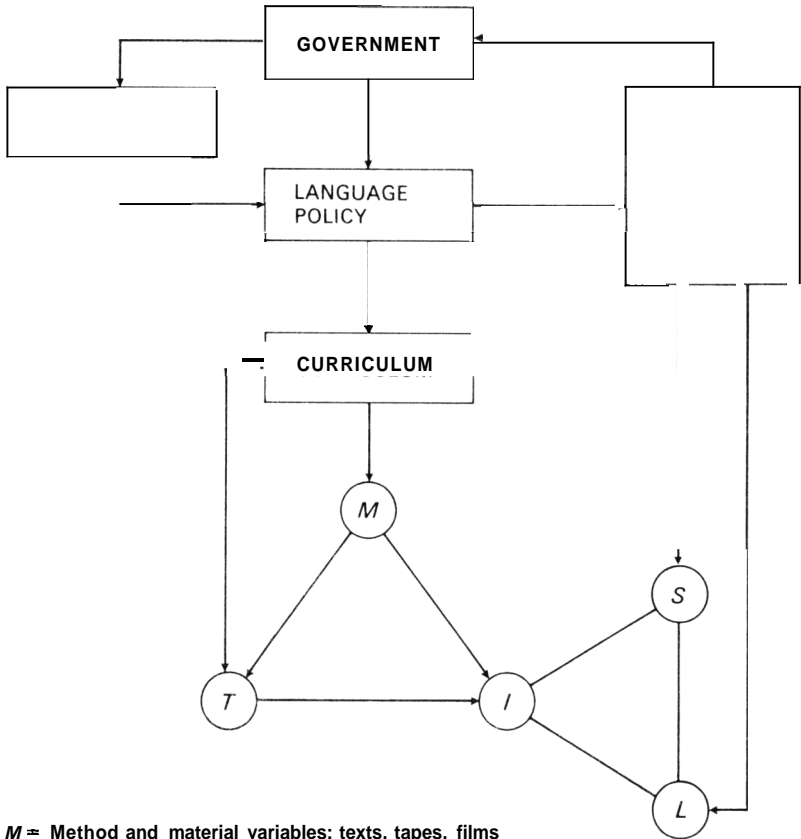 GOVERNMENT
LANGUAGE
POLICY
CURRICULUM
M
S
T
I
L
M = Method and material variables: texts, tapes, films